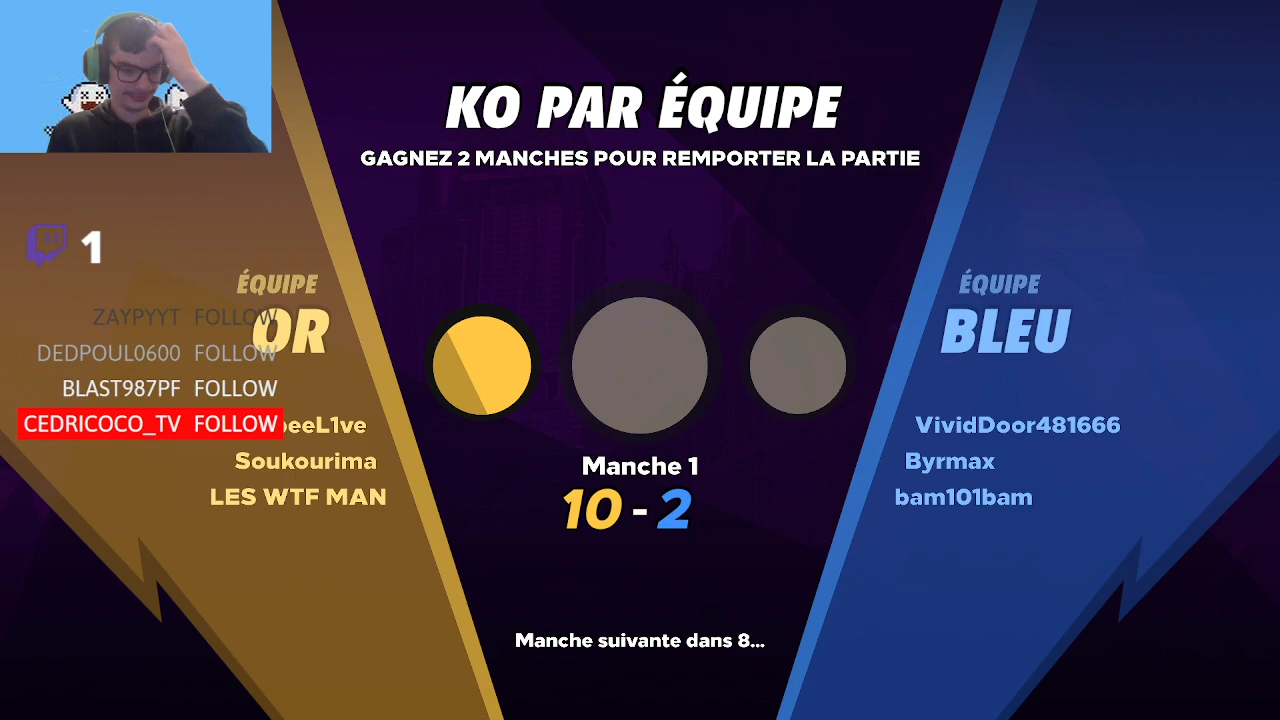 KO PAR ÉQUIPE
GAGNEZ 2 MANCHES POUR REMPORTER LA PARTIE
1
ÉQUIPE
OR
ZAYPYYT FOLLOW
DEDPOUL0600 FOLLOW
BLAST987PF FOLLOW
CEDRICOCO_TV FOLLOW
Soukourima
LES WTF MAN
Manche 1
10 - 2
Manche suivante dans 8...
ÉQUIPE
BLEU
VividDoor481666
Byrmax
bam101bam